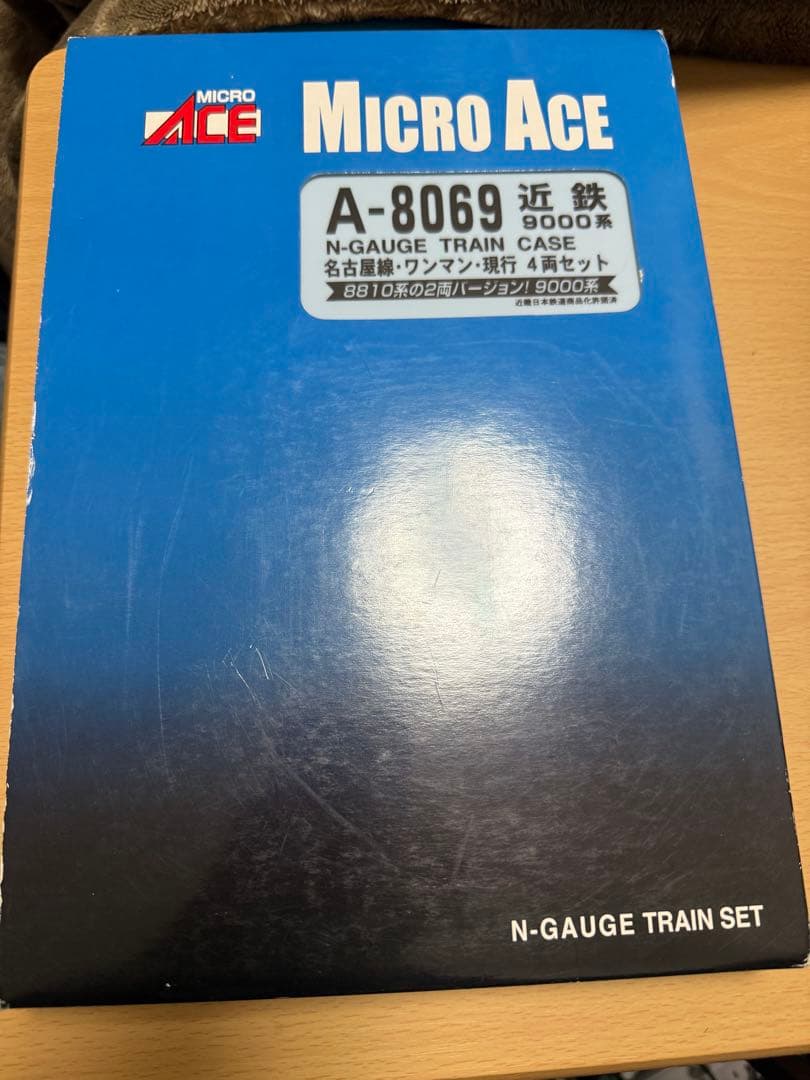 MICRO
ACE
MICRO ACE
A-8069 近鉄
9000系
N-GAUGE TRAIN CASE
名古屋線・ワンマン・現行 4両セット
8810系の2両バージョン! 9000系
近畿日本鉄道商品化許諾済
N-GAUGE TRAIN SET